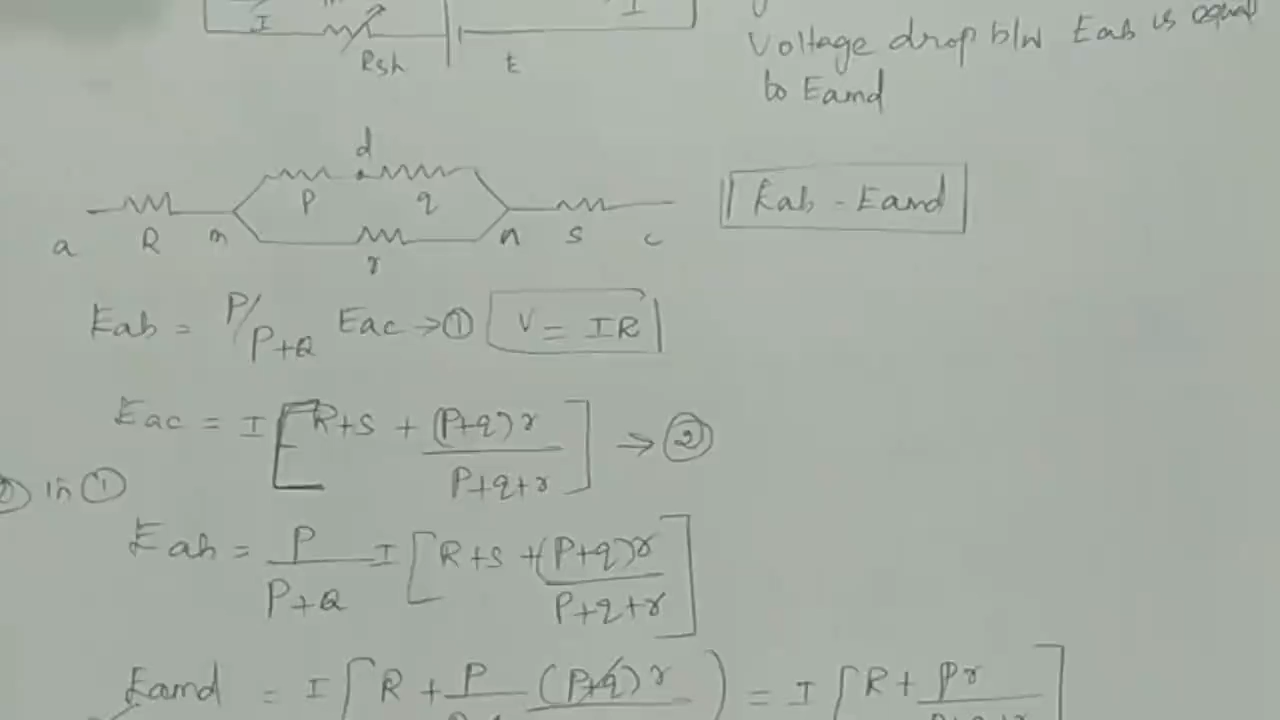 I I
Rsh E
Voltage drop b/w Eab is equal
to Eamd
d
P q
a R m n S c
r
Eab - Eamd
Eab = P/P+Q Eac → ① V = IR
Eac = I [R+S + (P+q)r / P+q+r] → ②
in ①
Eab = P / P+Q I [R+S + (P+q)r / P+q+r]
Eamd = I [R + P (P+q)r ) = I [R + Pr ]